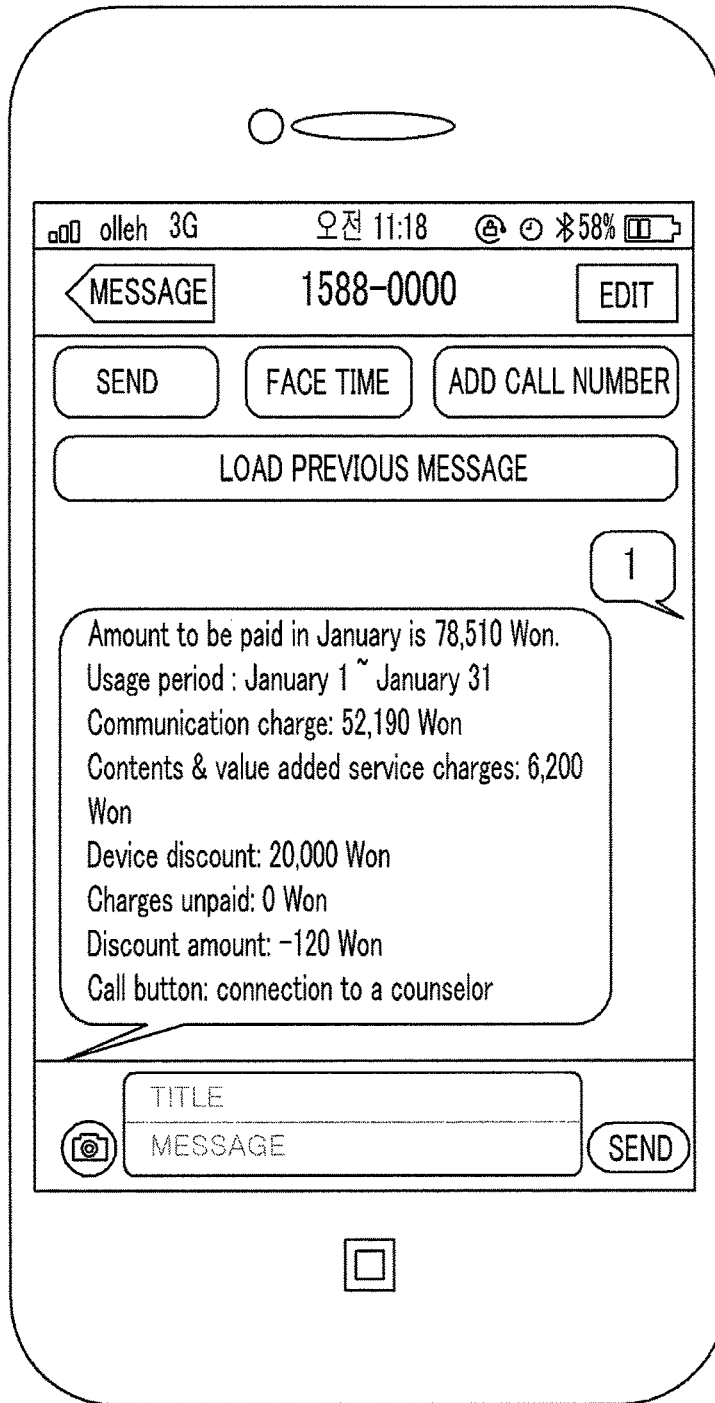 olleh 3G 오전 11:18 58%
MESSAGE 1588-0000 EDIT
SEND FACE TIME ADD CALL NUMBER
LOAD PREVIOUS MESSAGE
1
Amount to be paid in January is 78,510 Won.
Usage period : January 1 ~ January 31
Communication charge: 52,190 Won
Contents & value added service charges: 6,200
Won
Device discount: 20,000 Won
Charges unpaid: 0 Won
Discount amount: -120 Won
Call button: connection to a counselor
TITLE
MESSAGE
SEND